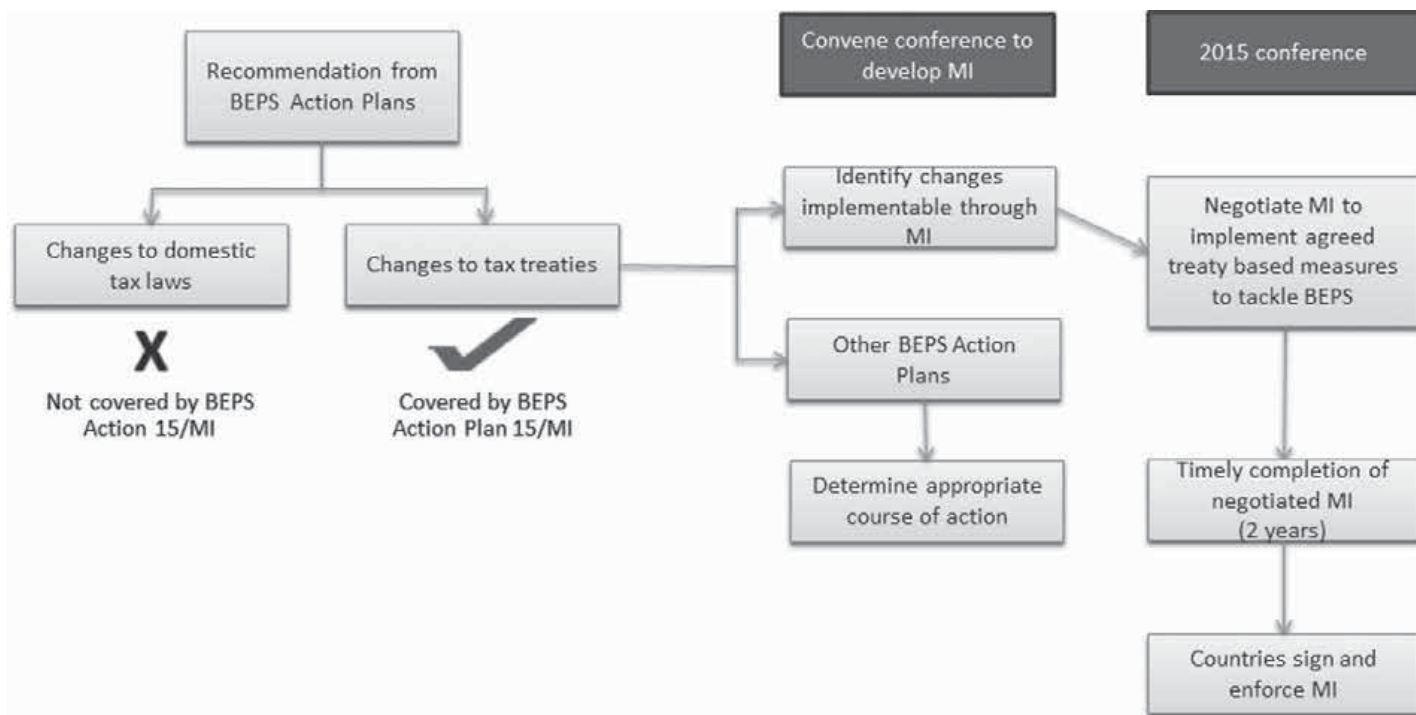 Recommendation from
BEPS Action Plans
Changes to domestic
tax laws
X
Not covered by BEPS
Action 15/MI
Changes to tax treaties
Covered by BEPS
Action Plan 15/MI
Convene conference to
develop MI
Identify changes
implementable through
MI
Other BEPS Action
Plans
Determine appropriate
course of action
2015 conference
Negotiate MI to
implement agreed
treaty based measures
to tackle BEPS
Timely completion of
negotiated MI
(2 years)
Countries sign and
enforce MI